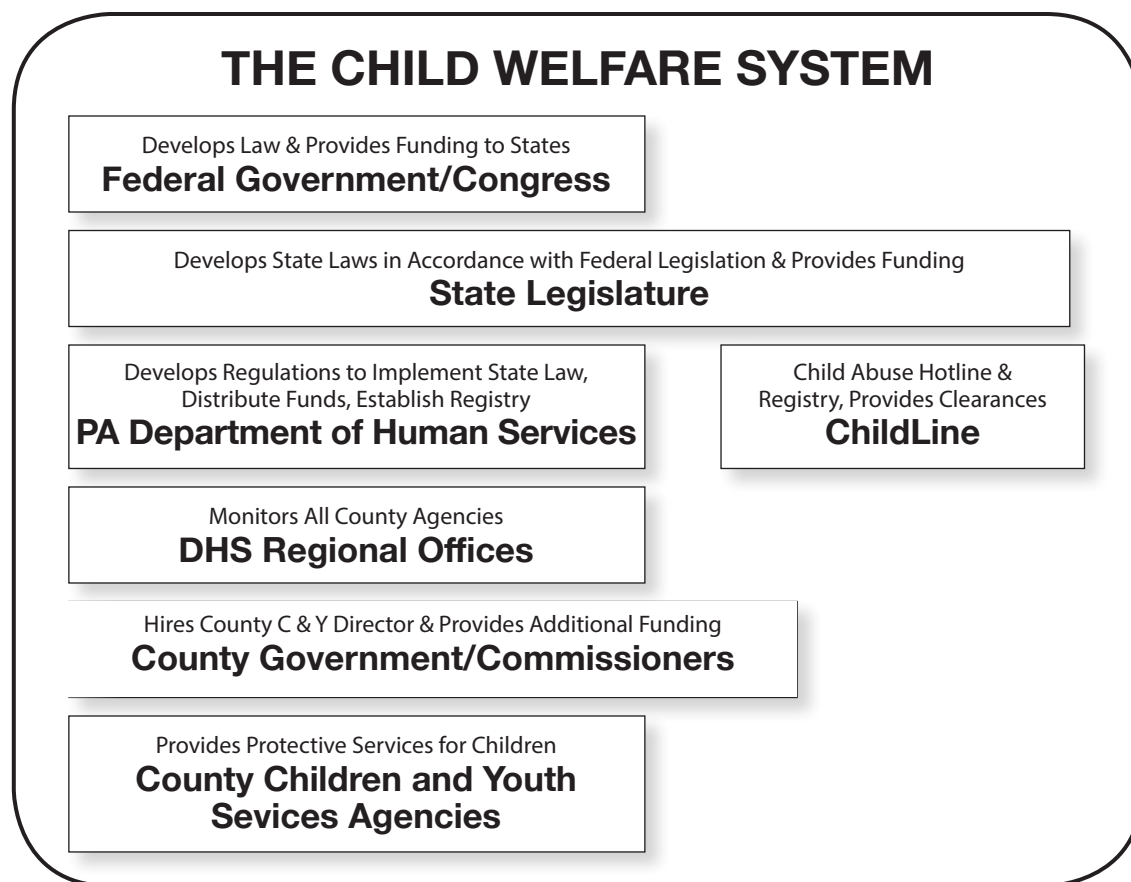 THE CHILD WELFARE SYSTEM
Develops Law & Provides Funding to States
Federal Government/Congress
Develops State Laws in Accordance with Federal Legislation & Provides Funding
State Legislature
Develops Regulations to Implement State Law,
Distribute Funds, Establish Registry
PA Department of Human Services
Child Abuse Hotline &
Registry, Provides Clearances
ChildLine
Monitors All County Agencies
DHS Regional Offices
Hires County C & Y Director & Provides Additional Funding
County Government/Commissioners
Provides Protective Services for Children
County Children and Youth
Sevices Agencies